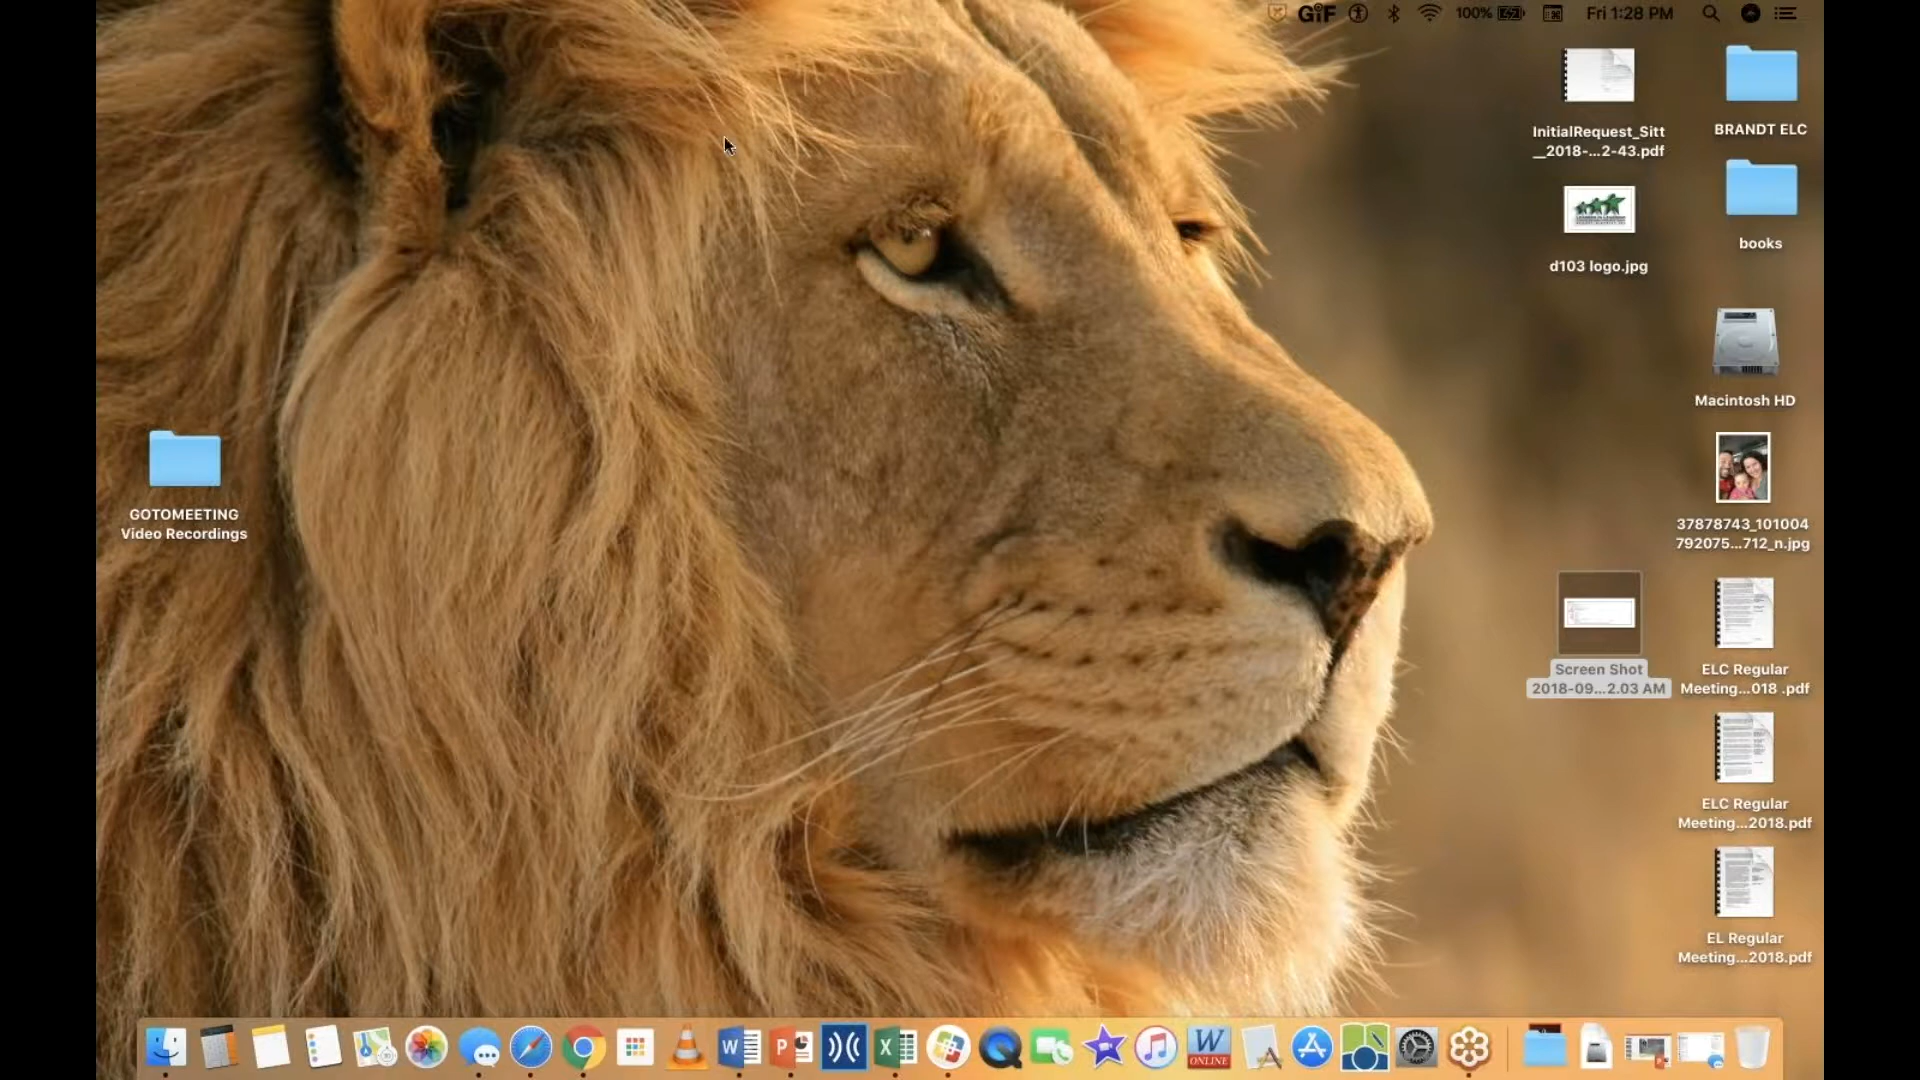 GIF
100%
Fri 1:28 PM
InitialRequest_Sitt
__2018-...2-43.pdf
BRANDT ELC
d103 logo.jpg
books
Macintosh HD
GOTOMEETING
Video Recordings
37878743_101004
792075...712_n.jpg
Screen Shot
2018-09...2.03 AM
ELC Regular
Meeting...018 .pdf
ELC Regular
Meeting...2018.pdf
EL Regular
Meeting...2018.pdf
W
P
X
W
ONLINE